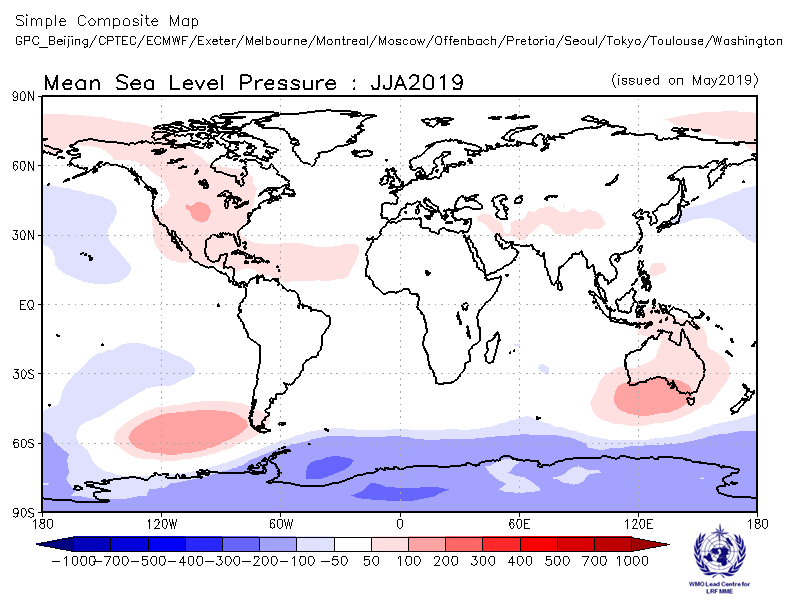 Simple Composite Map
GPC_Beijing/CPTEC/ECMWF/Exeter/Melbourne/Montreal/Moscow/Offenbach/Pretoria/Seoul/Tokyo/Toulouse/Washington
Mean Sea Level Pressure : JJA2019 (issued on May2019)
90N
60N
30N
EQ
30S
60S
90S
180 120W 60W 0 60E 120E 180
-1000 -700 -500 -400 -300 -200 -100 -50 50 100 200 300 400 500 700 1000
WMO Lead Centre for
LRF MME